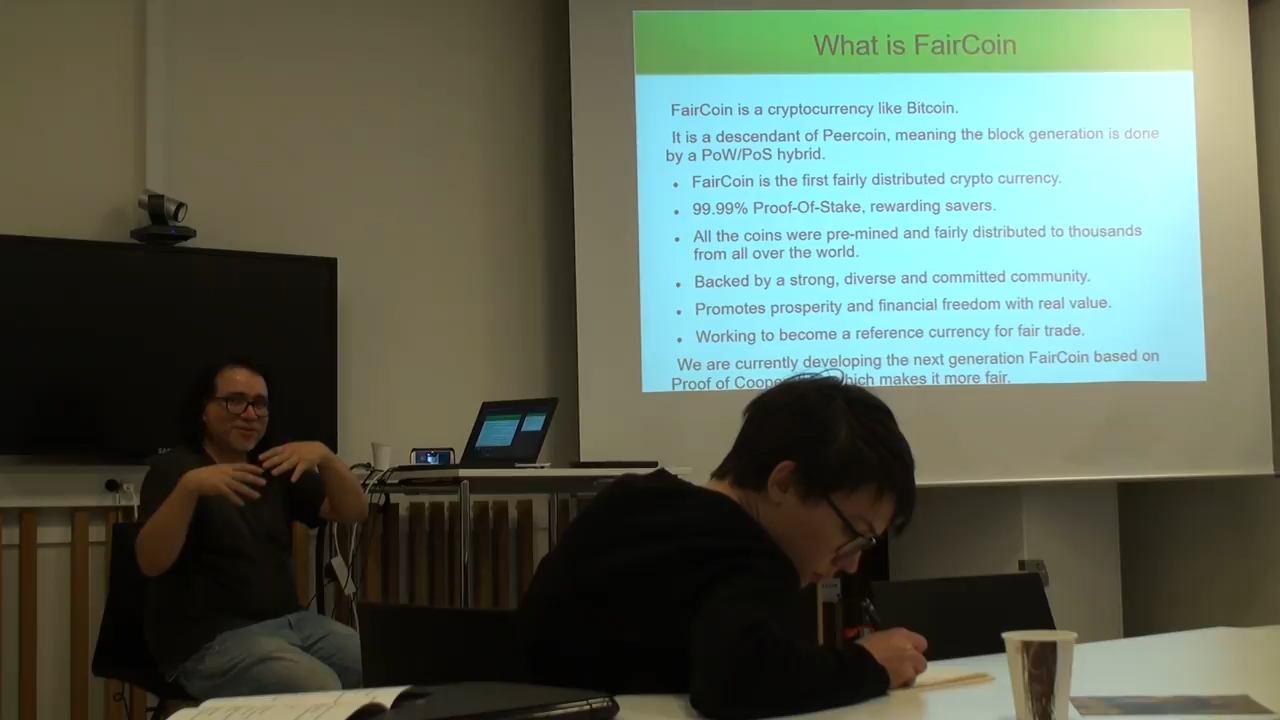 What is FairCoin
FairCoin is a cryptocurrency like Bitcoin.
It is a descendant of Peercoin, meaning the block generation is done
by a PoW/PoS hybrid.
• FairCoin is the first fairly distributed crypto currency.
• 99.99% Proof-Of-Stake, rewarding savers.
• All the coins were pre-mined and fairly distributed to thousands
from all over the world.
• Backed by a strong, diverse and committed community.
• Promotes prosperity and financial freedom with real value.
• Working to become a reference currency for fair trade.
We are currently developing the next generation FairCoin based on
Proof of which makes it more fair.